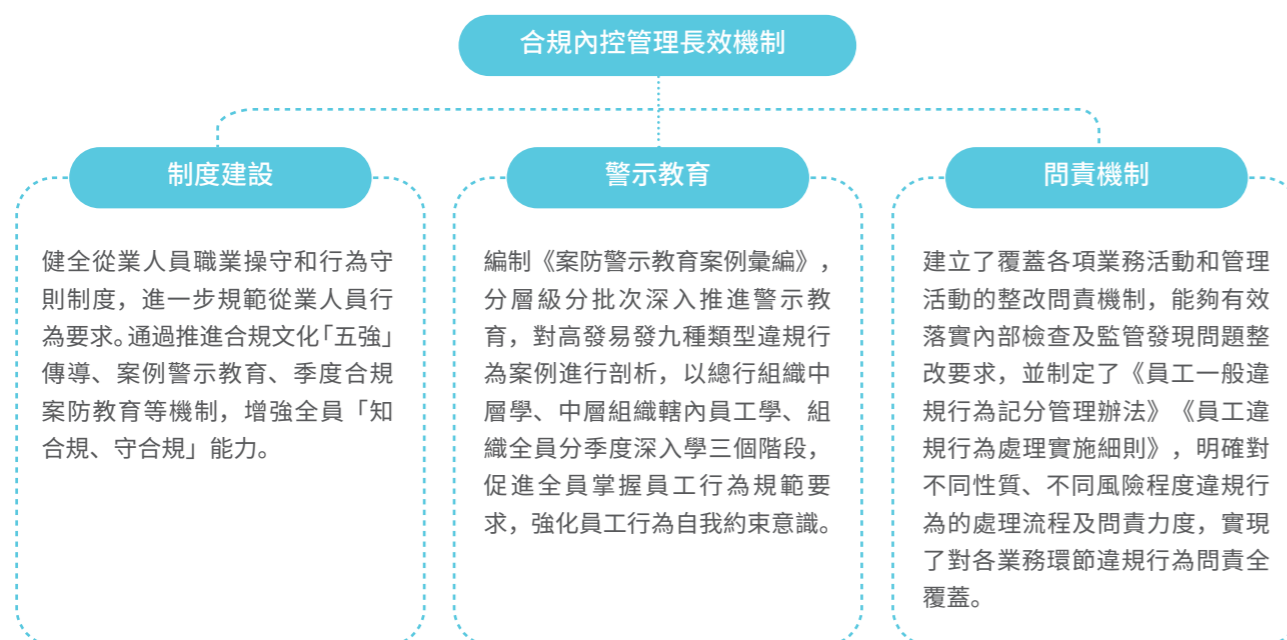 合規內控管理長效機制
制度建設
健全從業人員職業操守和行為守
則制度，進一步規範從業人員行
為要求。通過推進合規文化「五強」
傳導、案例警示教育、季度合規
案防教育等機制，增強全員「知
合規、守合規」能力。
警示教育
編制《案防警示教育案例彙編》，
分層級分批次深入推進警示教
育，對高發易發九種類型違規行
為案例進行剖析，以總行組織中
層學、中層組織轄內員工學、組
織全員分季度深入學三個階段，
促進全員掌握員工行為規範要
求，強化員工行為自我約束意識。
問責機制
建立了覆蓋各項業務活動和管理
活動的整改問責機制，能夠有效
落實內部檢查及監管發現問題整
改要求，並制定了《員工一般違
規行為記分管理辦法》《員工違
規行為處理實施細則》，明確對
不同性質、不同風險程度違規行
為的處理流程及問責力度，實現
了對各業務環節違規行為問責全
覆蓋。